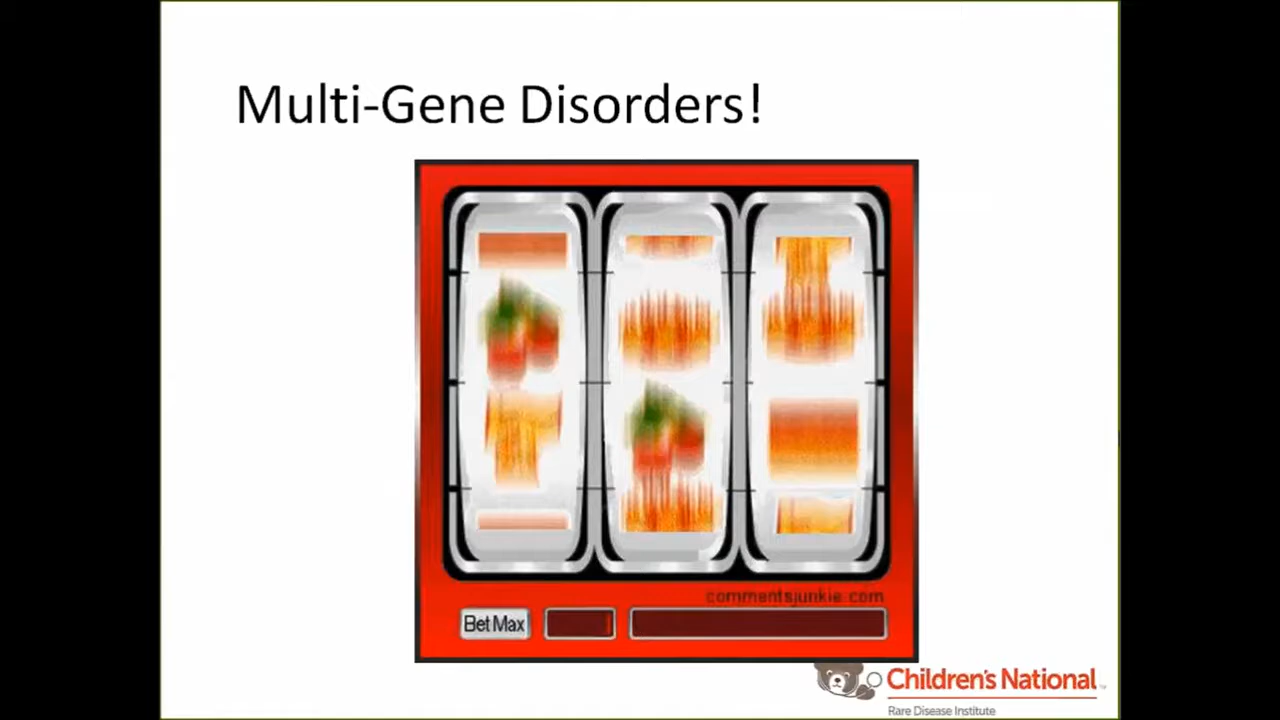 Multi-Gene Disorders!
commentsjunkie.com
Bet Max
Children's National
Rare Disease Institute